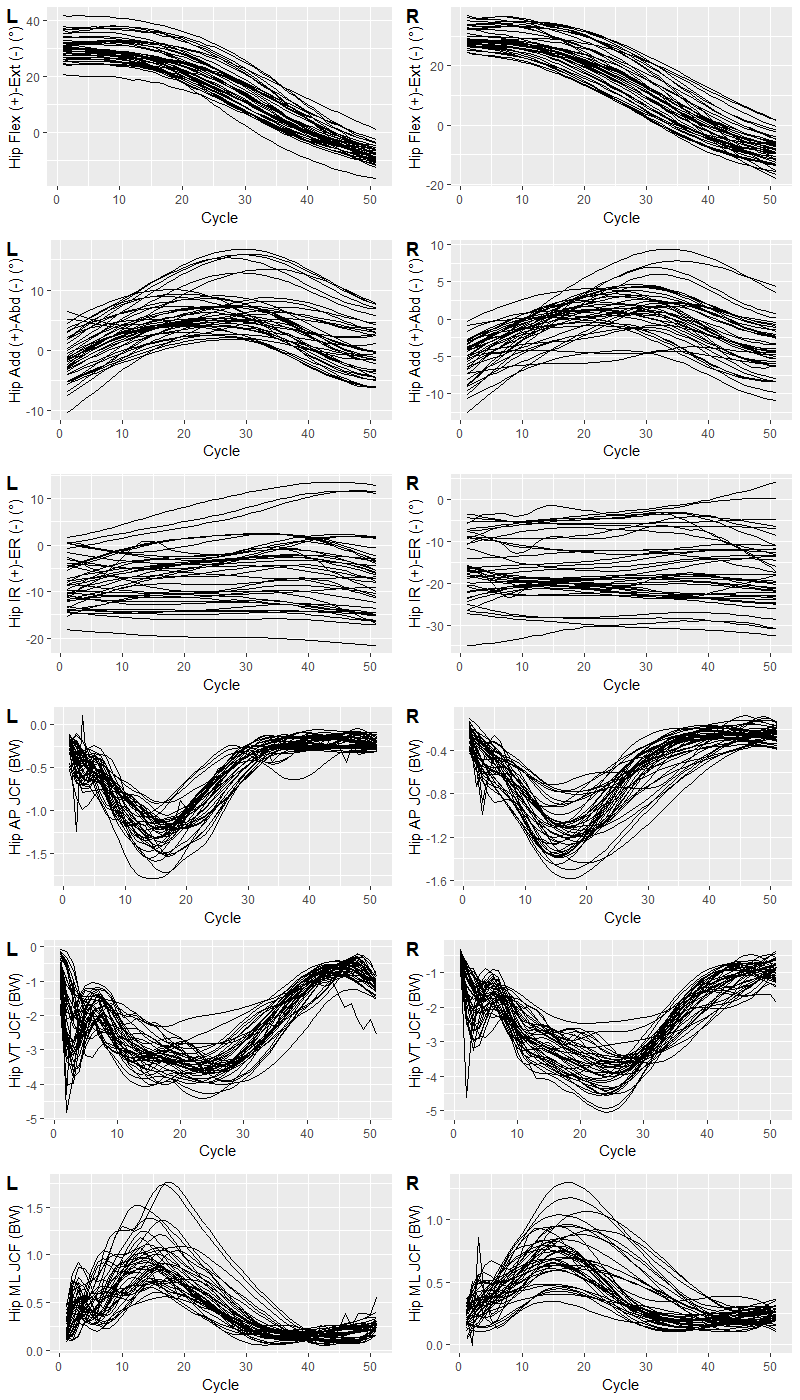 L
Hip Flex (+)-Ext (-) (°)
40
20
0
0 10 20 30 40 50
Cycle
R
Hip Flex (+)-Ext (-) (°)
20
0
-20
0 10 20 30 40 50
Cycle
L
Hip Add (+)-Abd (-) (°)
10
0
-10
0 10 20 30 40 50
Cycle
R
Hip Add (+)-Abd (-) (°)
10
5
0
-5
-10
0 10 20 30 40 50
Cycle
L
Hip IR (+)-ER (-) (°)
10
0
-10
-20
0 10 20 30 40 50
Cycle
R
Hip IR (+)-ER (-) (°)
0
-10
-20
-30
0 10 20 30 40 50
Cycle
L
Hip AP JCF (BW)
0.0
-0.5
-1.0
-1.5
0 10 20 30 40 50
Cycle
R
Hip AP JCF (BW)
-0.4
-0.8
-1.2
-1.6
0 10 20 30 40 50
Cycle
L
Hip VT JCF (BW)
0
-1
-2
-3
-4
-5
0 10 20 30 40 50
Cycle
R
Hip VT JCF (BW)
-1
-2
-3
-4
-5
0 10 20 30 40 50
Cycle
L
Hip ML JCF (BW)
1.5
1.0
0.5
0.0
0 10 20 30 40 50
Cycle
R
Hip ML JCF (BW)
1.0
0.5
0.0
0 10 20 30 40 50
Cycle